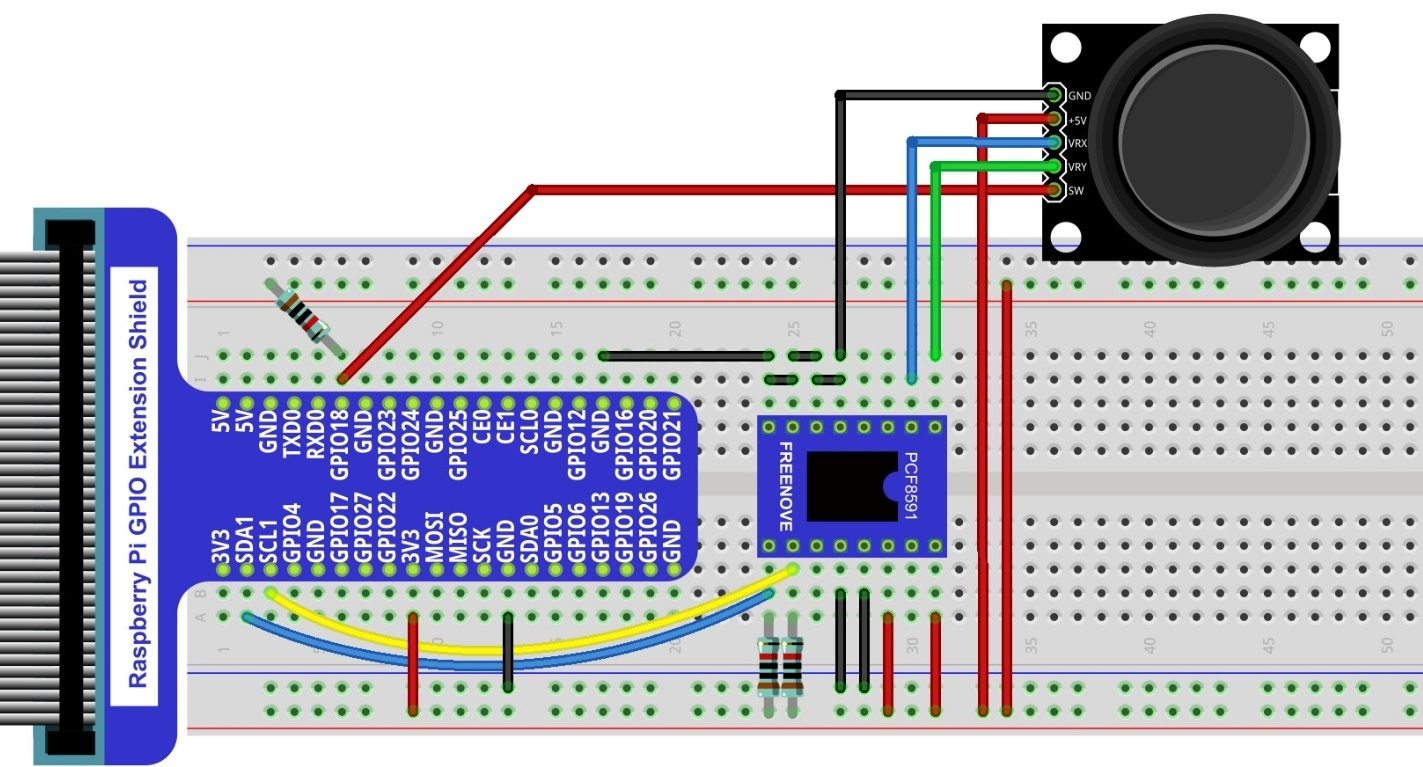 GND
+5V
VRX
VRY
SW
Raspberry Pi GPIO Extension Shield
1
10
15
20
25
35
40
45
50
J
I
5V
5V
GND
TXD0
RXD0
GPIO18
GND
GPIO23
GPIO24
GND
GPIO25
CE0
CE1
SCL0
GND
GPIO12
GND
GPIO16
GPIO20
GPIO21
3V3
SDA1
SCL1
GPIO4
GND
GPIO17
GPIO27
GPIO22
3V3
MOSI
MISO
SCK
GND
SDA0
GPIO5
GPIO6
GPIO13
GPIO19
GPIO26
GND
FREENOVE
PCF8591
B
A
1
30
35
40
45
50